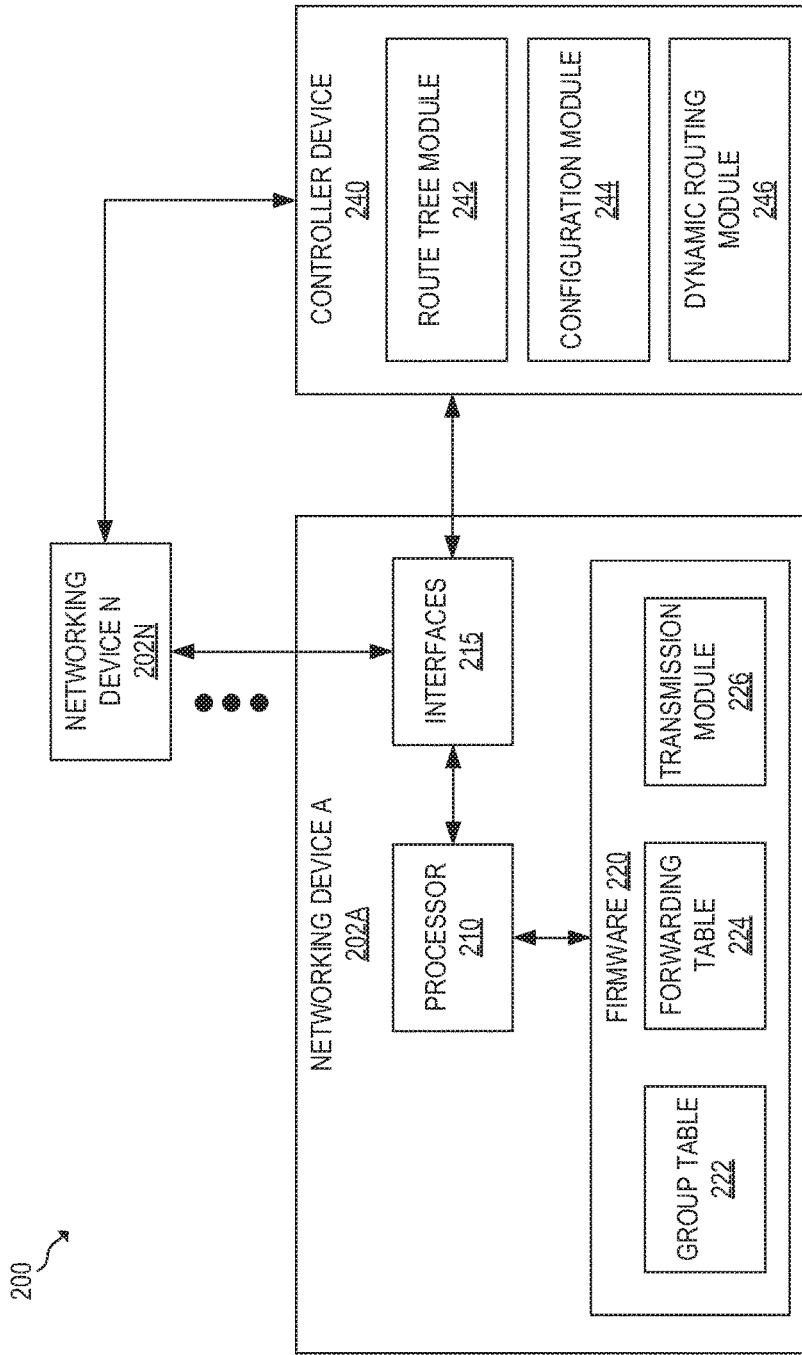 200
NETWORKING
DEVICE N
202N
NETWORKING DEVICE A
202A
PROCESSOR
210
INTERFACES
215
FIRMWARE 220
GROUP TABLE
222
FORWARDING
TABLE
224
TRANSMISSION
MODULE
226
CONTROLLER DEVICE
240
ROUTE TREE MODULE
242
CONFIGURATION MODULE
244
DYNAMIC ROUTING
MODULE
246